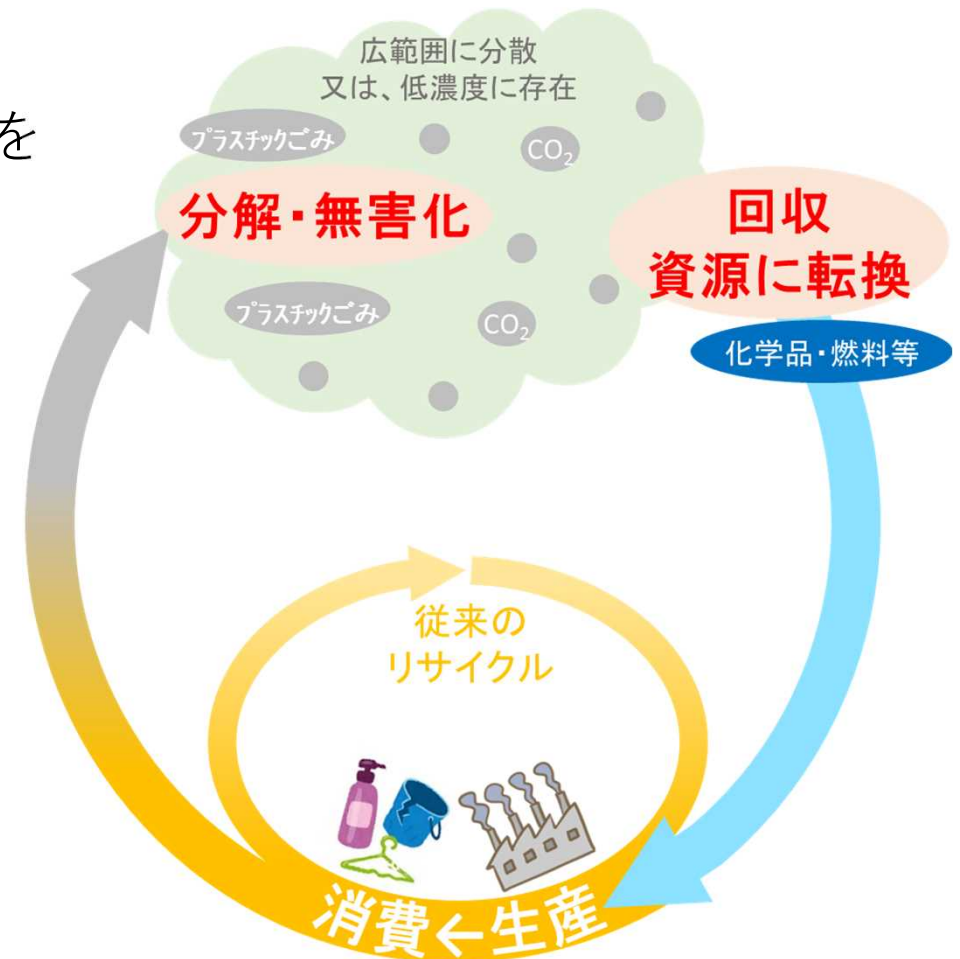 広範囲に分散
又は、低濃度に存在
を
プラスチックごみ
CO₂
分解・無害化
回収
資源に転換
プラスチックごみ
CO₂
化学品・燃料等
従来の
リサイクル
消費←生産